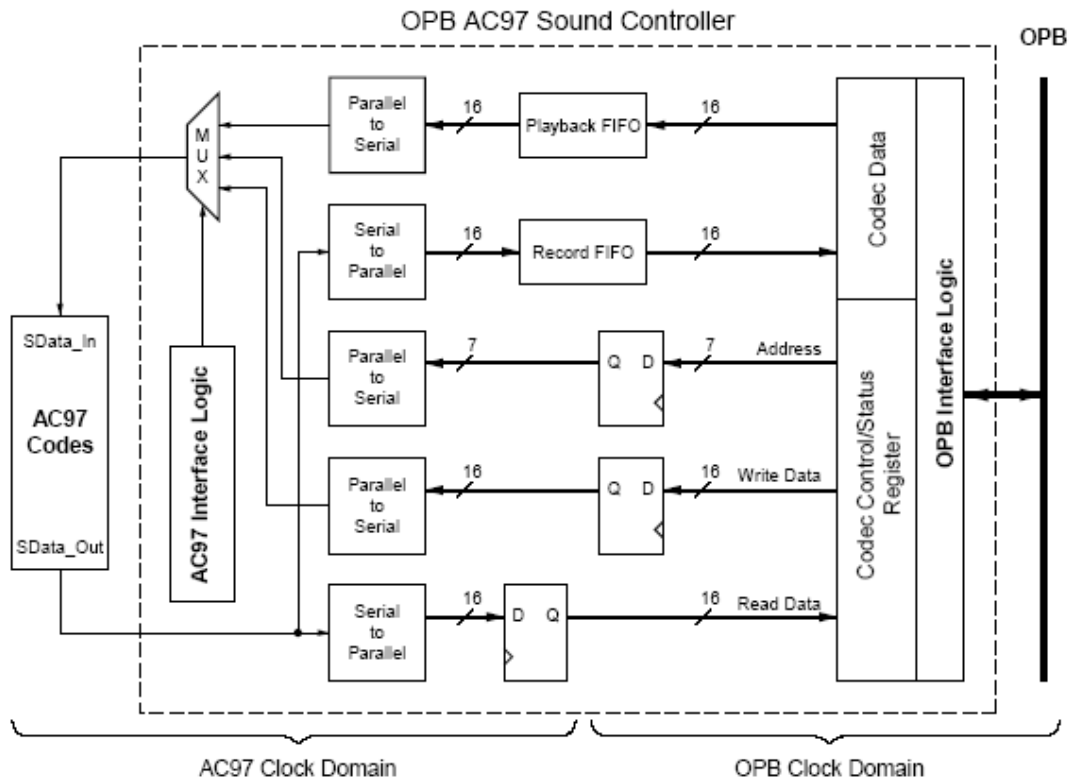 OPB AC97 Sound Controller
OPB
M
U
X
Parallel
to
Serial
16
Playback FIFO
16
Codec Data
Serial
to
Parallel
16
Record FIFO
16
SData_In
AC97
Codes
SData_Out
AC97 Interface Logic
Parallel
to
Serial
7
Q D
7
Address
Codec Control/Status
Register
OPB Interface Logic
Parallel
to
Serial
16
Q D
16
Write Data
Serial
to
Parallel
16
D Q
16
Read Data
AC97 Clock Domain
OPB Clock Domain